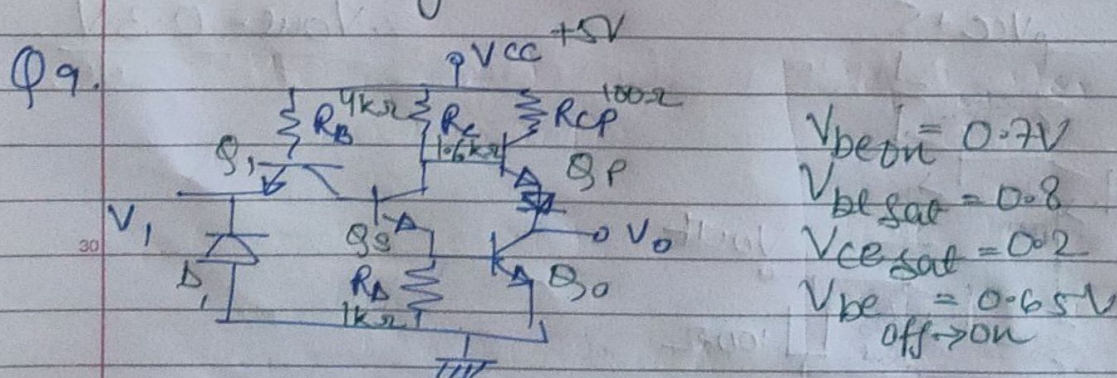 Q9.
VCC +5V
RB 4kΩ
RC 1.6kΩ
RCP 100Ω
Q1
QP
V1
QS
Vo
30
D1
RD
1kΩ
Qo
Vbe on = 0.7V
Vbe sat = 0.8
Vce sat = 0.2
Vbe = 0.65V
off→on